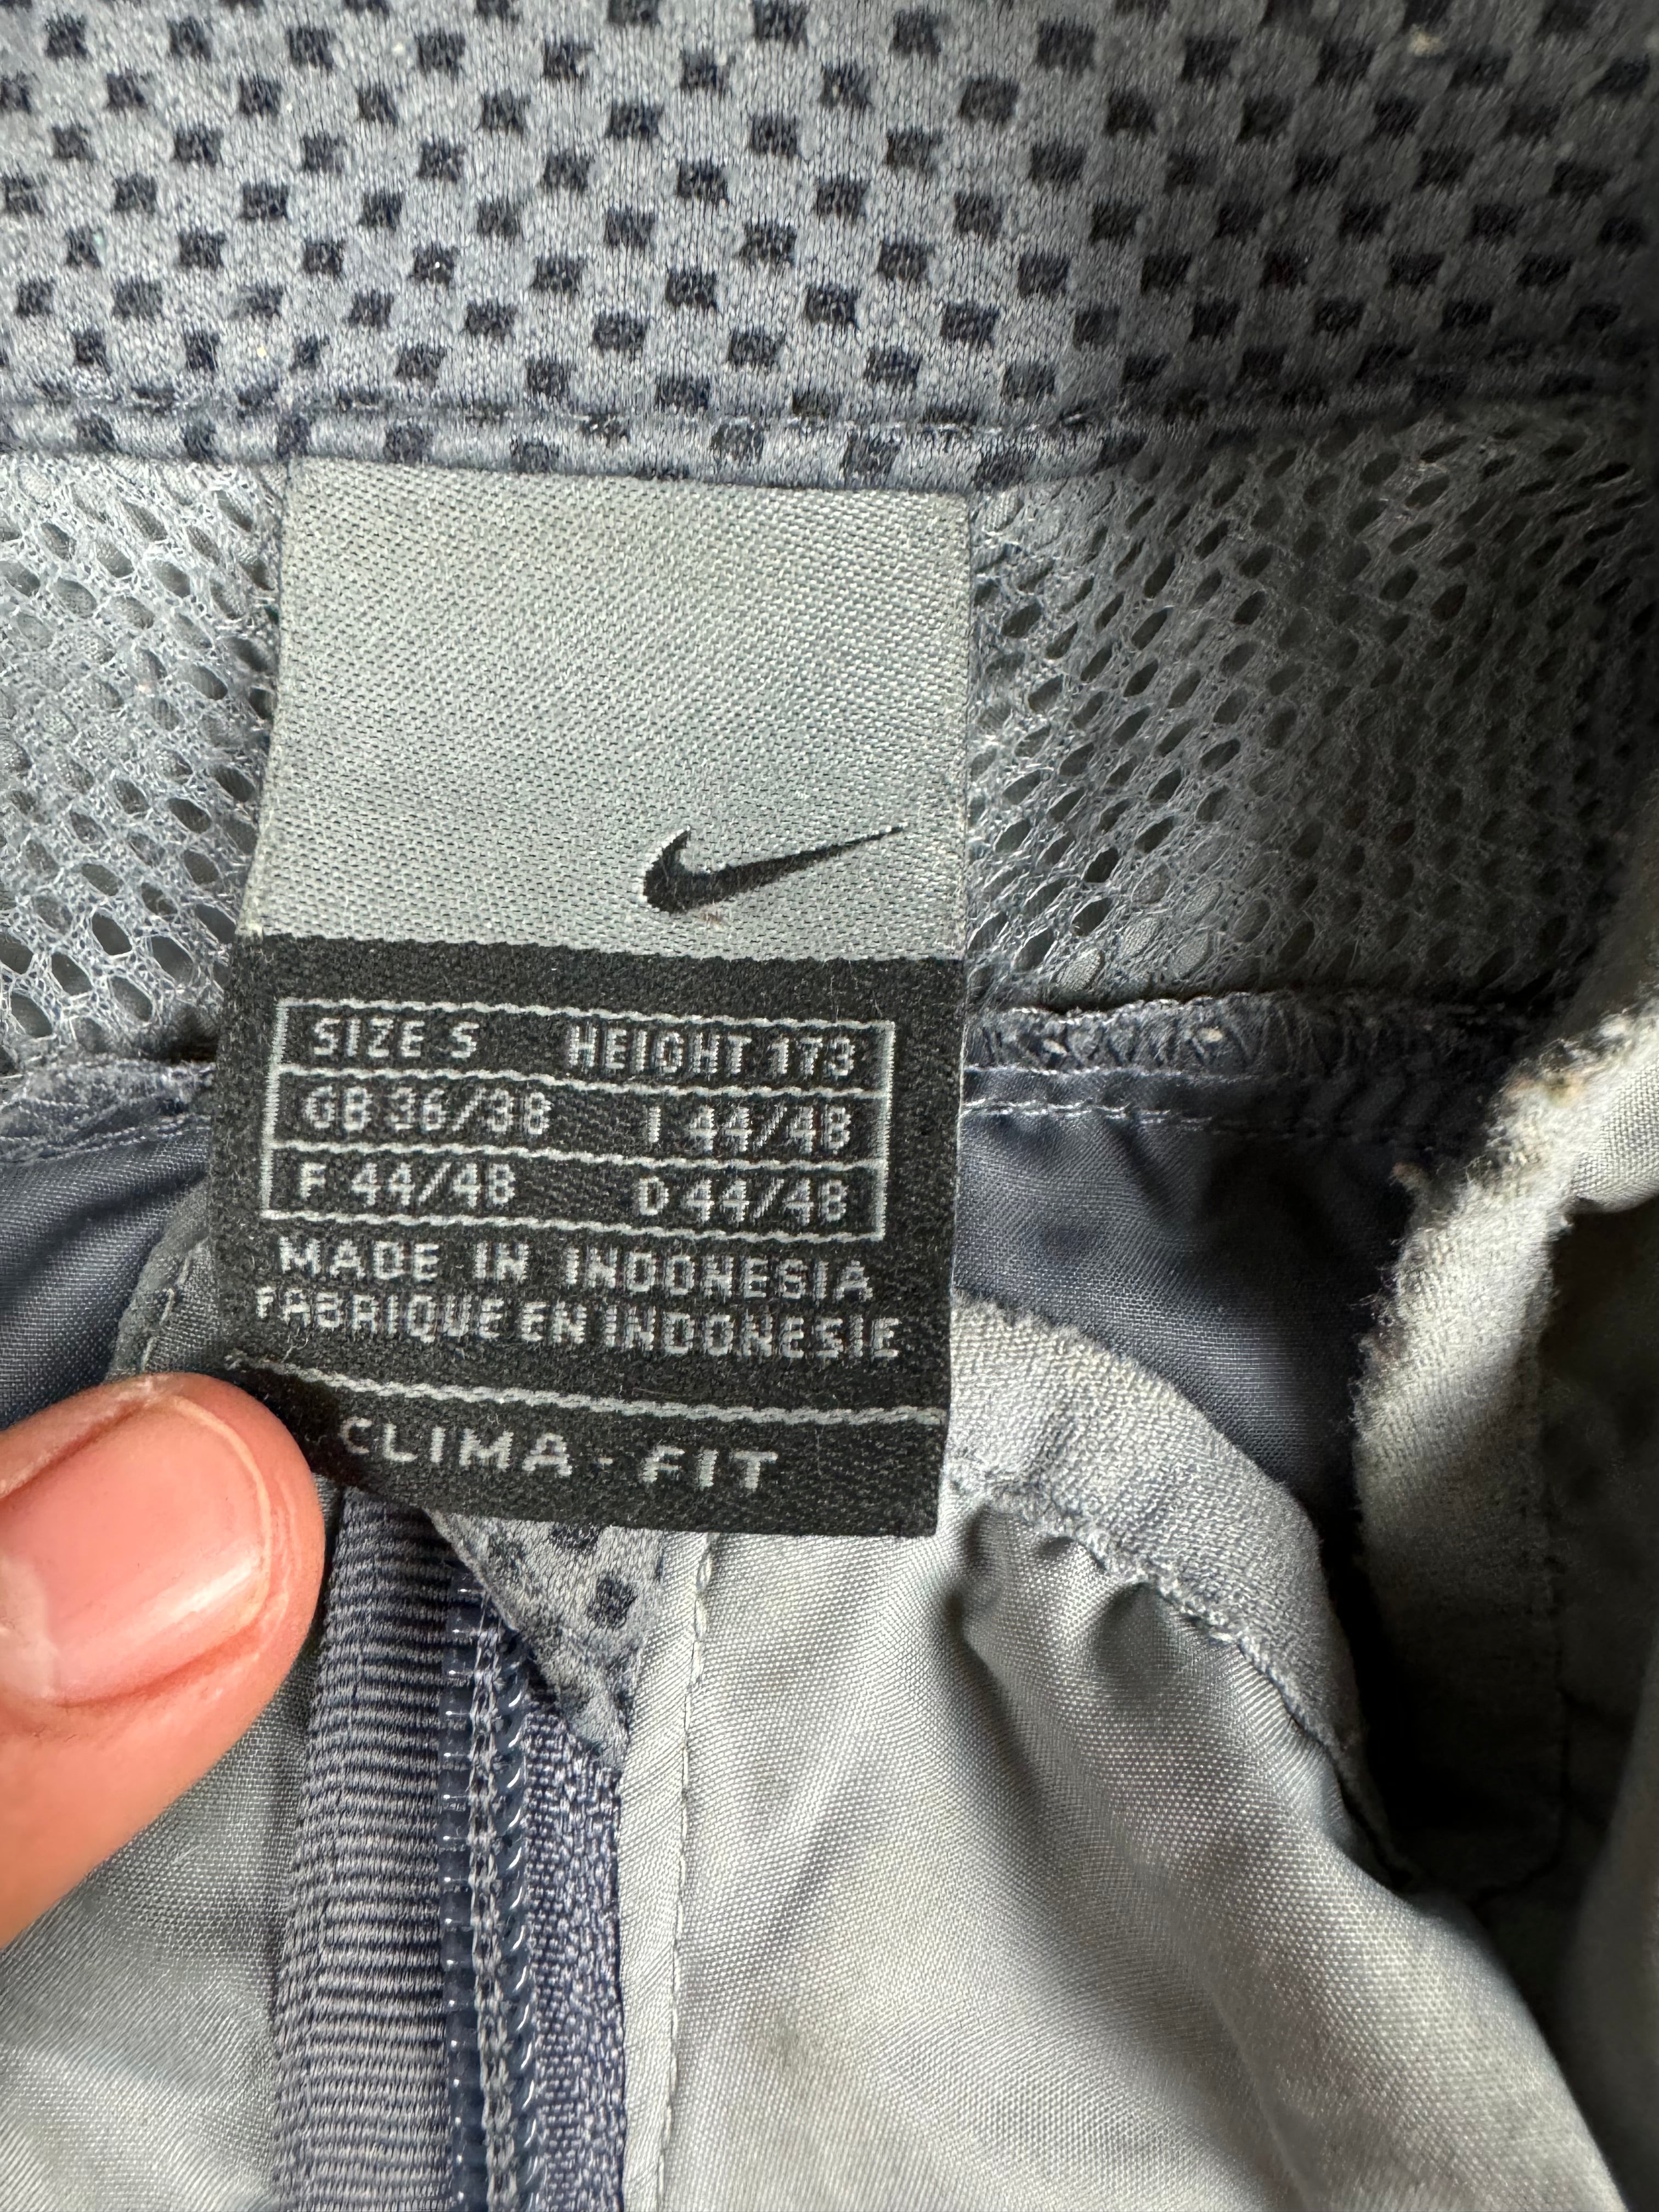 SIZE S HEIGHT 173
GB 36/38 I 44/48
F 44/48 D 44/48
MADE IN INDONESIA
FABRIQUE EN INDONESIE
CLIMA-FIT